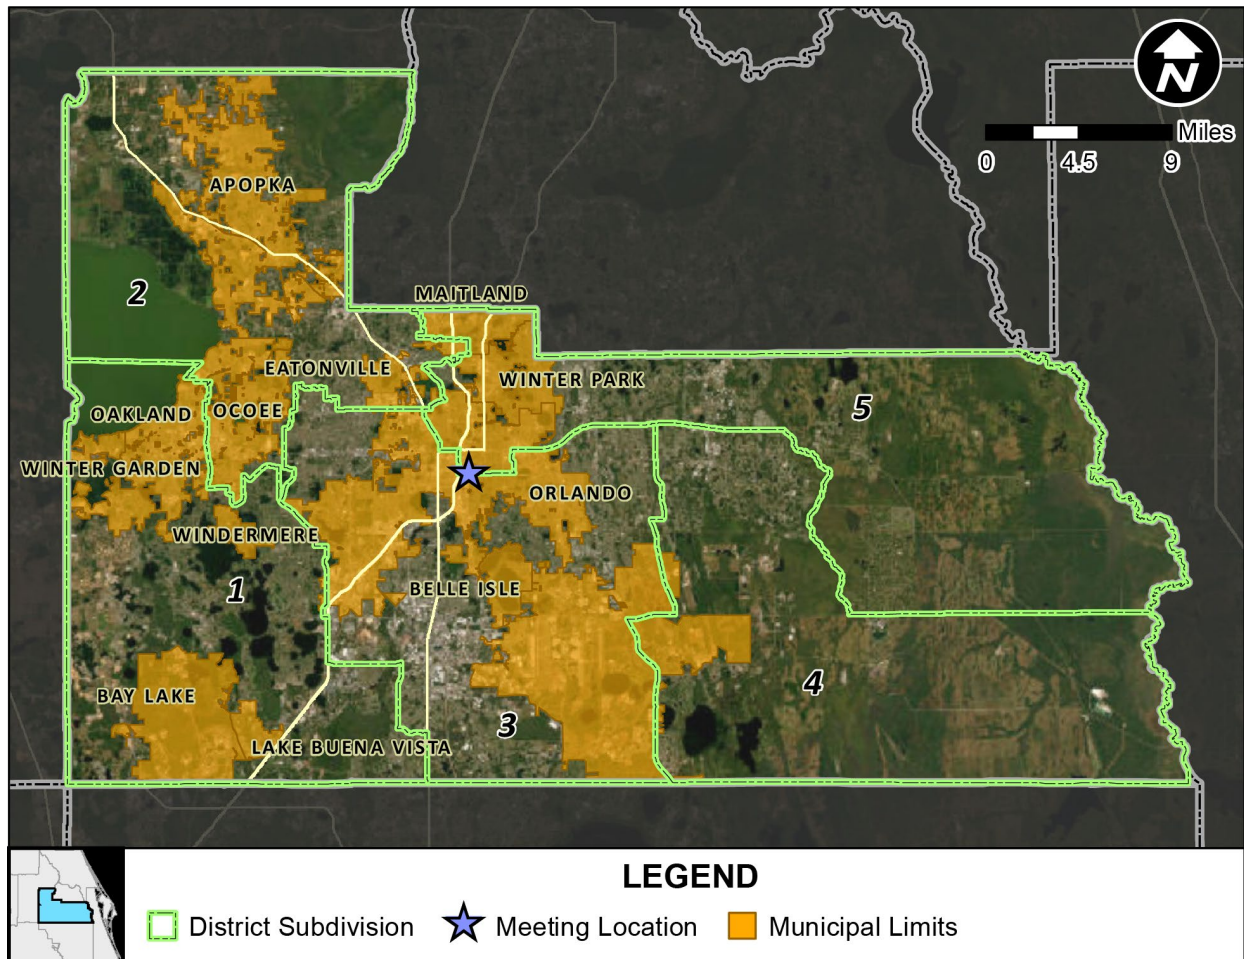 N
Miles
0 4.5 9
APOPKA
2
MAITLAND
EATONVILLE
WINTER PARK
5
OAKLAND
OCOEE
WINTER GARDEN
ORLANDO
WINDERMERE
1
BELLE ISLE
4
BAY LAKE
3
LAKE BUENA VISTA
LEGEND
District Subdivision
Meeting Location
Municipal Limits